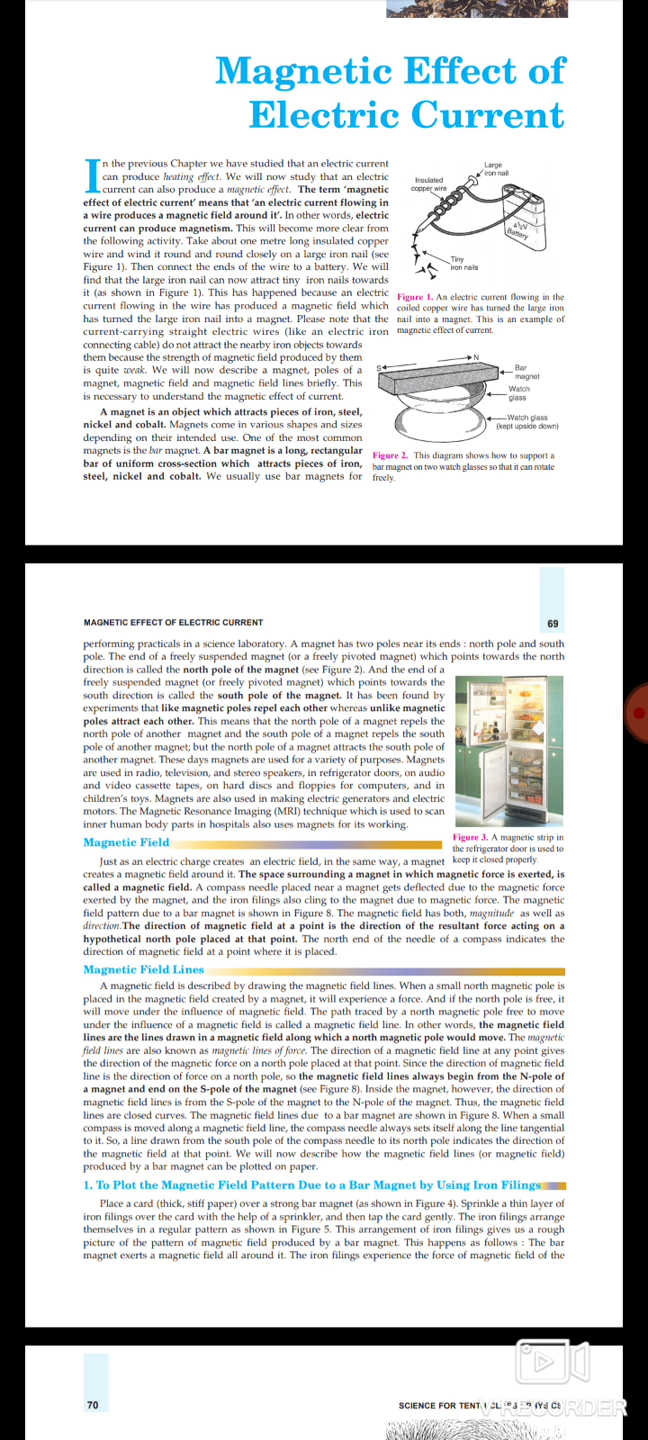 Magnetic Effect of
Electric Current
In the previous Chapter we have studied that an electric current
can produce heating effect. We will now study that an electric
current can also produce a magnetic effect. The term ‘magnetic
effect of electric current’ means that ‘an electric current flowing in
a wire produces a magnetic field around it’. In other words, electric
current can produce magnetism. This will become more clear from
the following activity. Take about one metre long insulated copper
wire and wind it round and round closely on a large iron nail (see
Figure 1). Then connect the ends of the wire to a battery. We will
find that the large iron nail can now attract tiny iron nails towards
it (as shown in Figure 1). This has happened because an electric
current flowing in the wire has produced a magnetic field which
has turned the large iron nail into a magnet. Please note that the
current-carrying straight electric wires (like an electric iron
connecting cable) do not attract the nearby iron objects towards
them because the strength of magnetic field produced by them
is quite weak. We will now describe a magnet, poles of a
magnet, magnetic field and magnetic field lines briefly. This
is necessary to understand the magnetic effect of current.
A magnet is an object which attracts pieces of iron, steel,
nickel and cobalt. Magnets come in various shapes and sizes
depending on their intended use. One of the most common
magnets is the bar magnet. A bar magnet is a long, rectangular
bar of uniform cross-section which attracts pieces of iron,
steel, nickel and cobalt. We usually use bar magnets for
Large
iron nail
Insulated
copper wire
4½V
Battery
Tiny
iron nails
Figure 1. An electric current flowing in the
coiled copper wire has turned the large iron
nail into a magnet. This is an example of
magnetic effect of current.
S
N
Bar
magnet
Watch
glass
Watch glass
(kept upside down)
Figure 2. This diagram shows how to support a
bar magnet on two watch glasses so that it can rotate
freely.
MAGNETIC EFFECT OF ELECTRIC CURRENT
69
performing practicals in a science laboratory. A magnet has two poles near its ends : north pole and south
pole. The end of a freely suspended magnet (or a freely pivoted magnet) which points towards the north
direction is called the north pole of the magnet (see Figure 2). And the end of a
freely suspended magnet (or freely pivoted magnet) which points towards the
south direction is called the south pole of the magnet. It has been found by
experiments that like magnetic poles repel each other whereas unlike magnetic
poles attract each other. This means that the north pole of a magnet repels the
north pole of another magnet and the south pole of a magnet repels the south
pole of another magnet; but the north pole of a magnet attracts the south pole of
another magnet. These days magnets are used for a variety of purposes. Magnets
are used in radio, television, and stereo speakers, in refrigerator doors, on audio
and video cassette tapes, on hard discs and floppies for computers, and in
children’s toys. Magnets are also used in making electric generators and electric
motors. The Magnetic Resonance Imaging (MRI) technique which is used to scan
inner human body parts in hospitals also uses magnets for its working.
Figure 3. A magnetic strip in
the refrigerator door is used to
keep it closed properly.
Magnetic Field
Just as an electric charge creates an electric field, in the same way, a magnet
creates a magnetic field around it. The space surrounding a magnet in which magnetic force is exerted, is
called a magnetic field. A compass needle placed near a magnet gets deflected due to the magnetic force
exerted by the magnet, and the iron filings also cling to the magnet due to magnetic force. The magnetic
field pattern due to a bar magnet is shown in Figure 8. The magnetic field has both, magnitude as well as
direction.The direction of magnetic field at a point is the direction of the resultant force acting on a
hypothetical north pole placed at that point. The north end of the needle of a compass indicates the
direction of magnetic field at a point where it is placed.
Magnetic Field Lines
A magnetic field is described by drawing the magnetic field lines. When a small north magnetic pole is
placed in the magnetic field created by a magnet, it will experience a force. And if the north pole is free, it
will move under the influence of magnetic field. The path traced by a north magnetic pole free to move
under the influence of a magnetic field is called a magnetic field line. In other words, the magnetic field
lines are the lines drawn in a magnetic field along which a north magnetic pole would move. The magnetic
field lines are also known as magnetic lines of force. The direction of a magnetic field line at any point gives
the direction of the magnetic force on a north pole placed at that point. Since the direction of magnetic field
line is the direction of force on a north pole, so the magnetic field lines always begin from the N-pole of
a magnet and end on the S-pole of the magnet (see Figure 8). Inside the magnet, however, the direction of
magnetic field lines is from the S-pole of the magnet to the N-pole of the magnet. Thus, the magnetic field
lines are closed curves. The magnetic field lines due to a bar magnet are shown in Figure 8. When a small
compass is moved along a magnetic field line, the compass needle always sets itself along the line tangential
to it. So, a line drawn from the south pole of the compass needle to its north pole indicates the direction of
the magnetic field at that point. We will now describe how the magnetic field lines (or magnetic field)
produced by a bar magnet can be plotted on paper.
1. To Plot the Magnetic Field Pattern Due to a Bar Magnet by Using Iron Filings
Place a card (thick, stiff paper) over a strong bar magnet (as shown in Figure 4). Sprinkle a thin layer of
iron filings over the card with the help of a sprinkler, and then tap the card gently. The iron filings arrange
themselves in a regular pattern as shown in Figure 5. This arrangement of iron filings gives us a rough
picture of the pattern of magnetic field produced by a bar magnet. This happens as follows : The bar
magnet exerts a magnetic field all around it. The iron filings experience the force of magnetic field of the
70
SCIENCE FOR TENTH CLASS : PHYSICS
V RECORDER